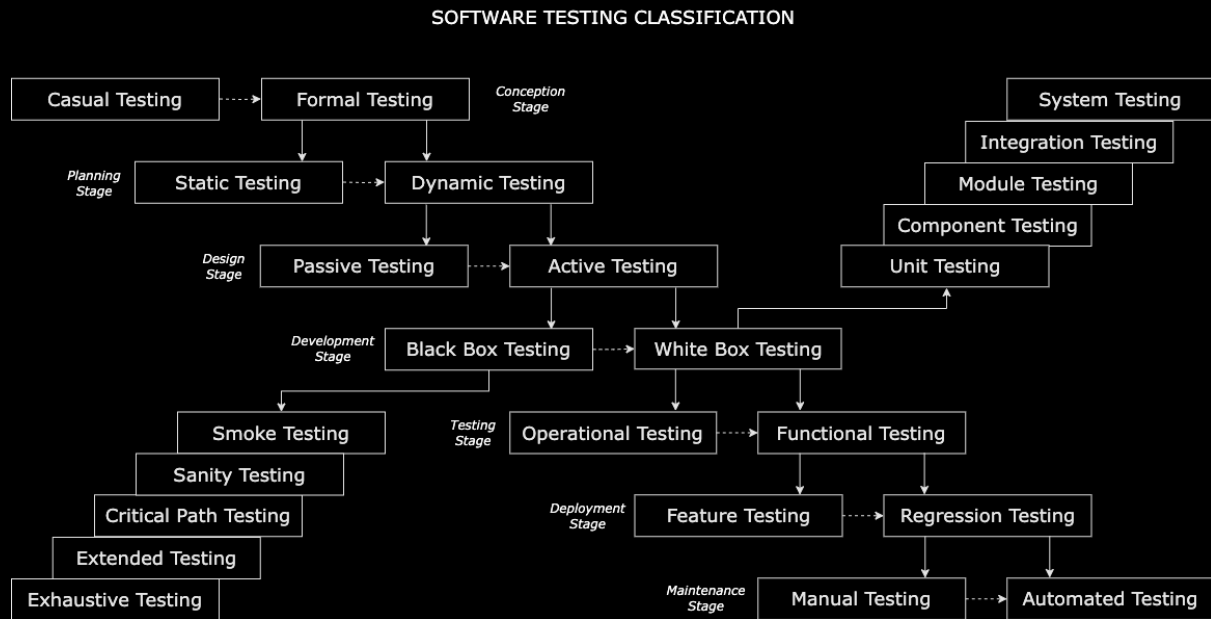 SOFTWARE TESTING CLASSIFICATION
Casual Testing
Formal Testing
Conception
Stage
System Testing
Integration Testing
Planning
Stage
Static Testing
Dynamic Testing
Module Testing
Component Testing
Design
Stage
Passive Testing
Active Testing
Unit Testing
Development
Stage
Black Box Testing
White Box Testing
Smoke Testing
Testing
Stage
Operational Testing
Functional Testing
Sanity Testing
Critical Path Testing
Deployment
Stage
Feature Testing
Regression Testing
Extended Testing
Exhaustive Testing
Maintenance
Stage
Manual Testing
Automated Testing